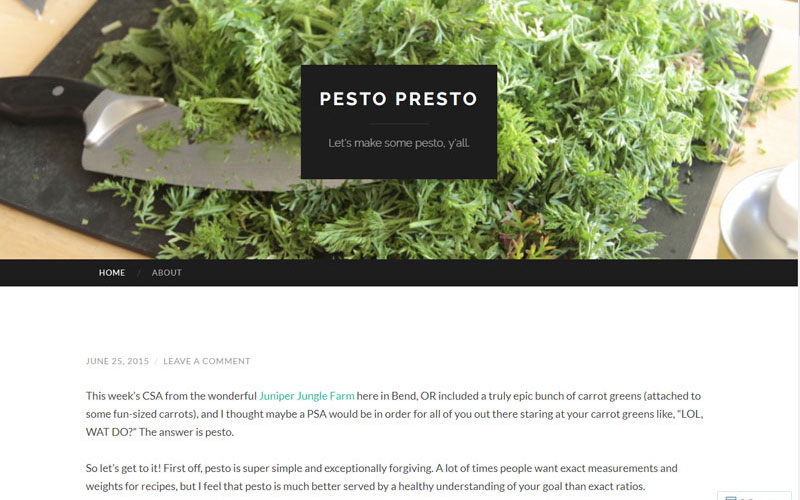 PESTO PRESTO
Let's make some pesto, y'all.
HOME / ABOUT
JUNE 25, 2015 / LEAVE A COMMENT
This week's CSA from the wonderful Juniper Jungle Farm here in Bend, OR included a truly epic bunch of carrot greens (attached to
some fun-sized carrots), and I thought maybe a PSA would be in order for all of you out there staring at your carrot greens like, “LOL,
WAT DO?” The answer is pesto.
So let's get to it! First off, pesto is super simple and exceptionally forgiving. A lot of times people want exact measurements and
weights for recipes, but I feel that pesto is much better served by a healthy understanding of your goal than exact ratios.